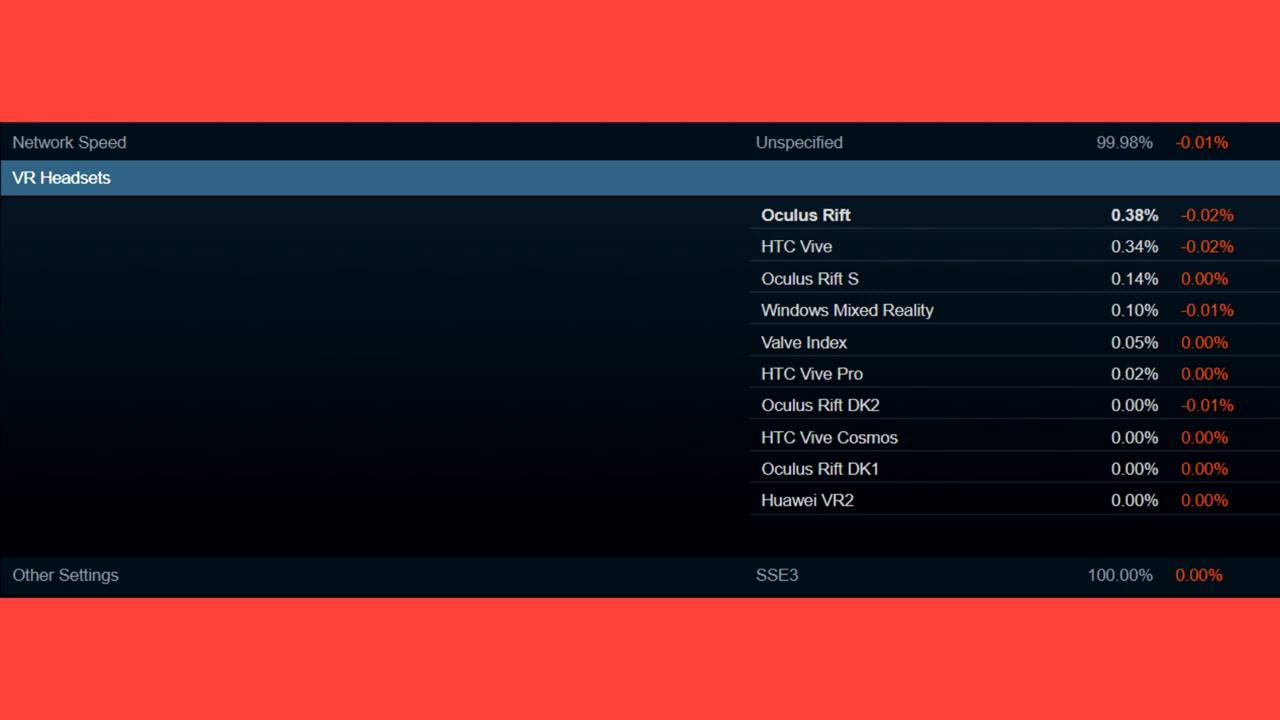 Network Speed Unspecified 99.98% -0.01%
VR Headsets
Oculus Rift 0.38% -0.02%
HTC Vive 0.34% -0.02%
Oculus Rift S 0.14% 0.00%
Windows Mixed Reality 0.10% -0.01%
Valve Index 0.05% 0.00%
HTC Vive Pro 0.02% 0.00%
Oculus Rift DK2 0.00% -0.01%
HTC Vive Cosmos 0.00% 0.00%
Oculus Rift DK1 0.00% 0.00%
Huawei VR2 0.00% 0.00%
Other Settings SSE3 100.00% 0.00%